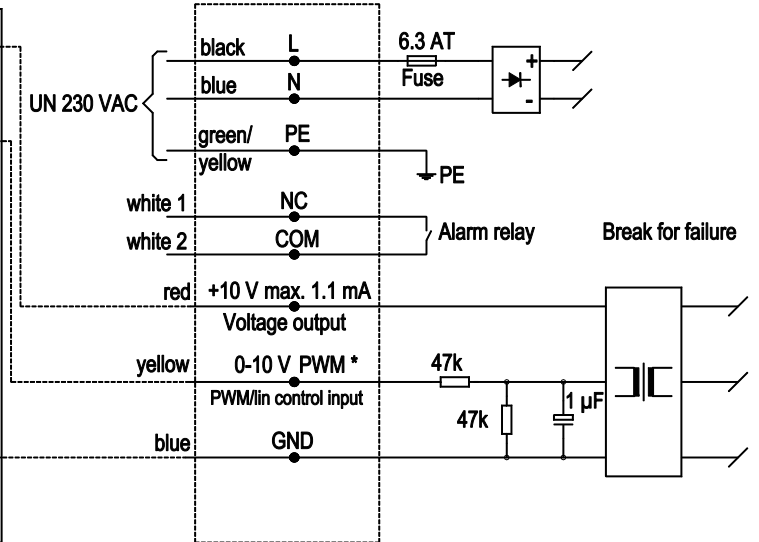 black L 6.3 AT
+
blue N Fuse
UN 230 VAC
-
green/ PE
yellow
PE
white 1 NC
white 2 COM Alarm relay Break for failure
red +10 V max. 1.1 mA
Voltage output
yellow 0-10 V PWM * 47k
PWM/lin control input 1 µF
47k
blue GND